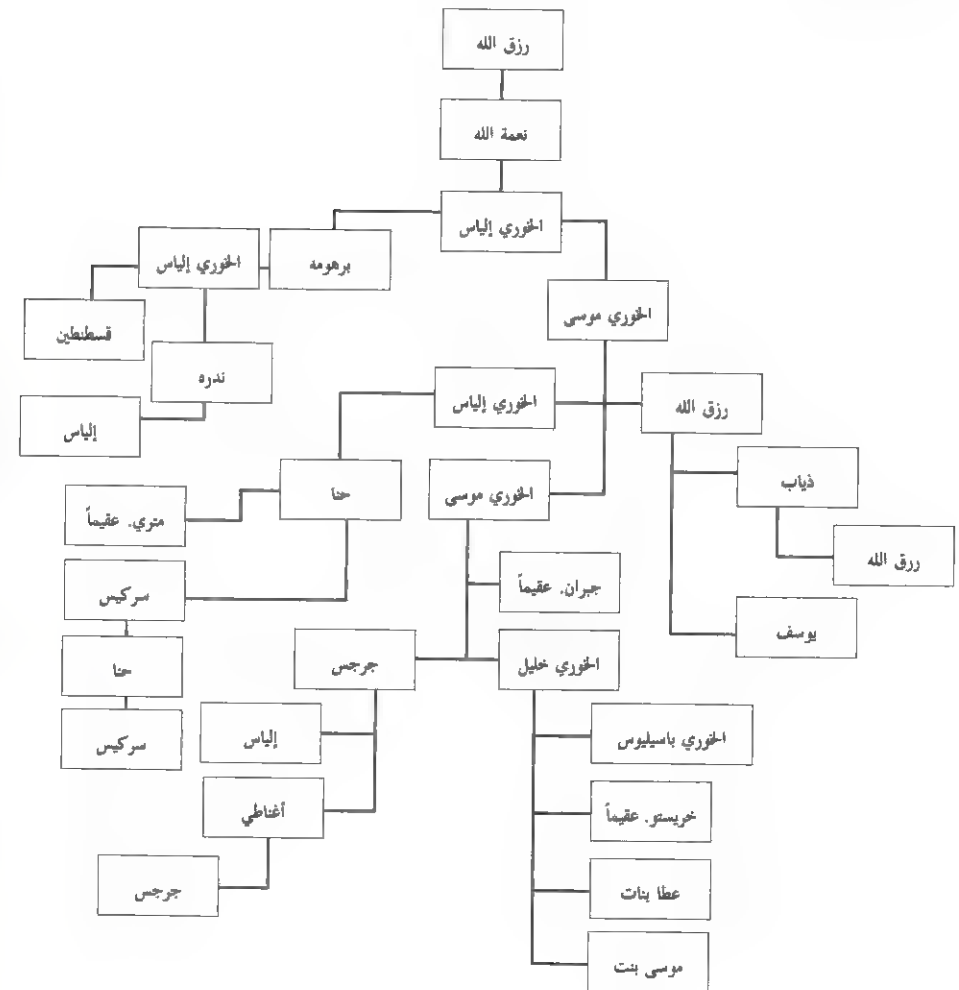 رزق الله
نعمة الله
الخوري إلياس
برهومه
الخوري إلياس
قسطنطين
الخوري موسى
ندره
إلياس
الخوري إلياس
رزق الله
حنا
الخوري موسى
ذياب
متري. عقيماً
ررق الله
جبران. عقيماً
سركيس
يوسف
حنا
جرجس
الخوري خليل
سركيس
إلياس
الخوري باسيليوس
أغناطي
خريستو. عقيماً
جرجس
عطا بنات
موسى بنت